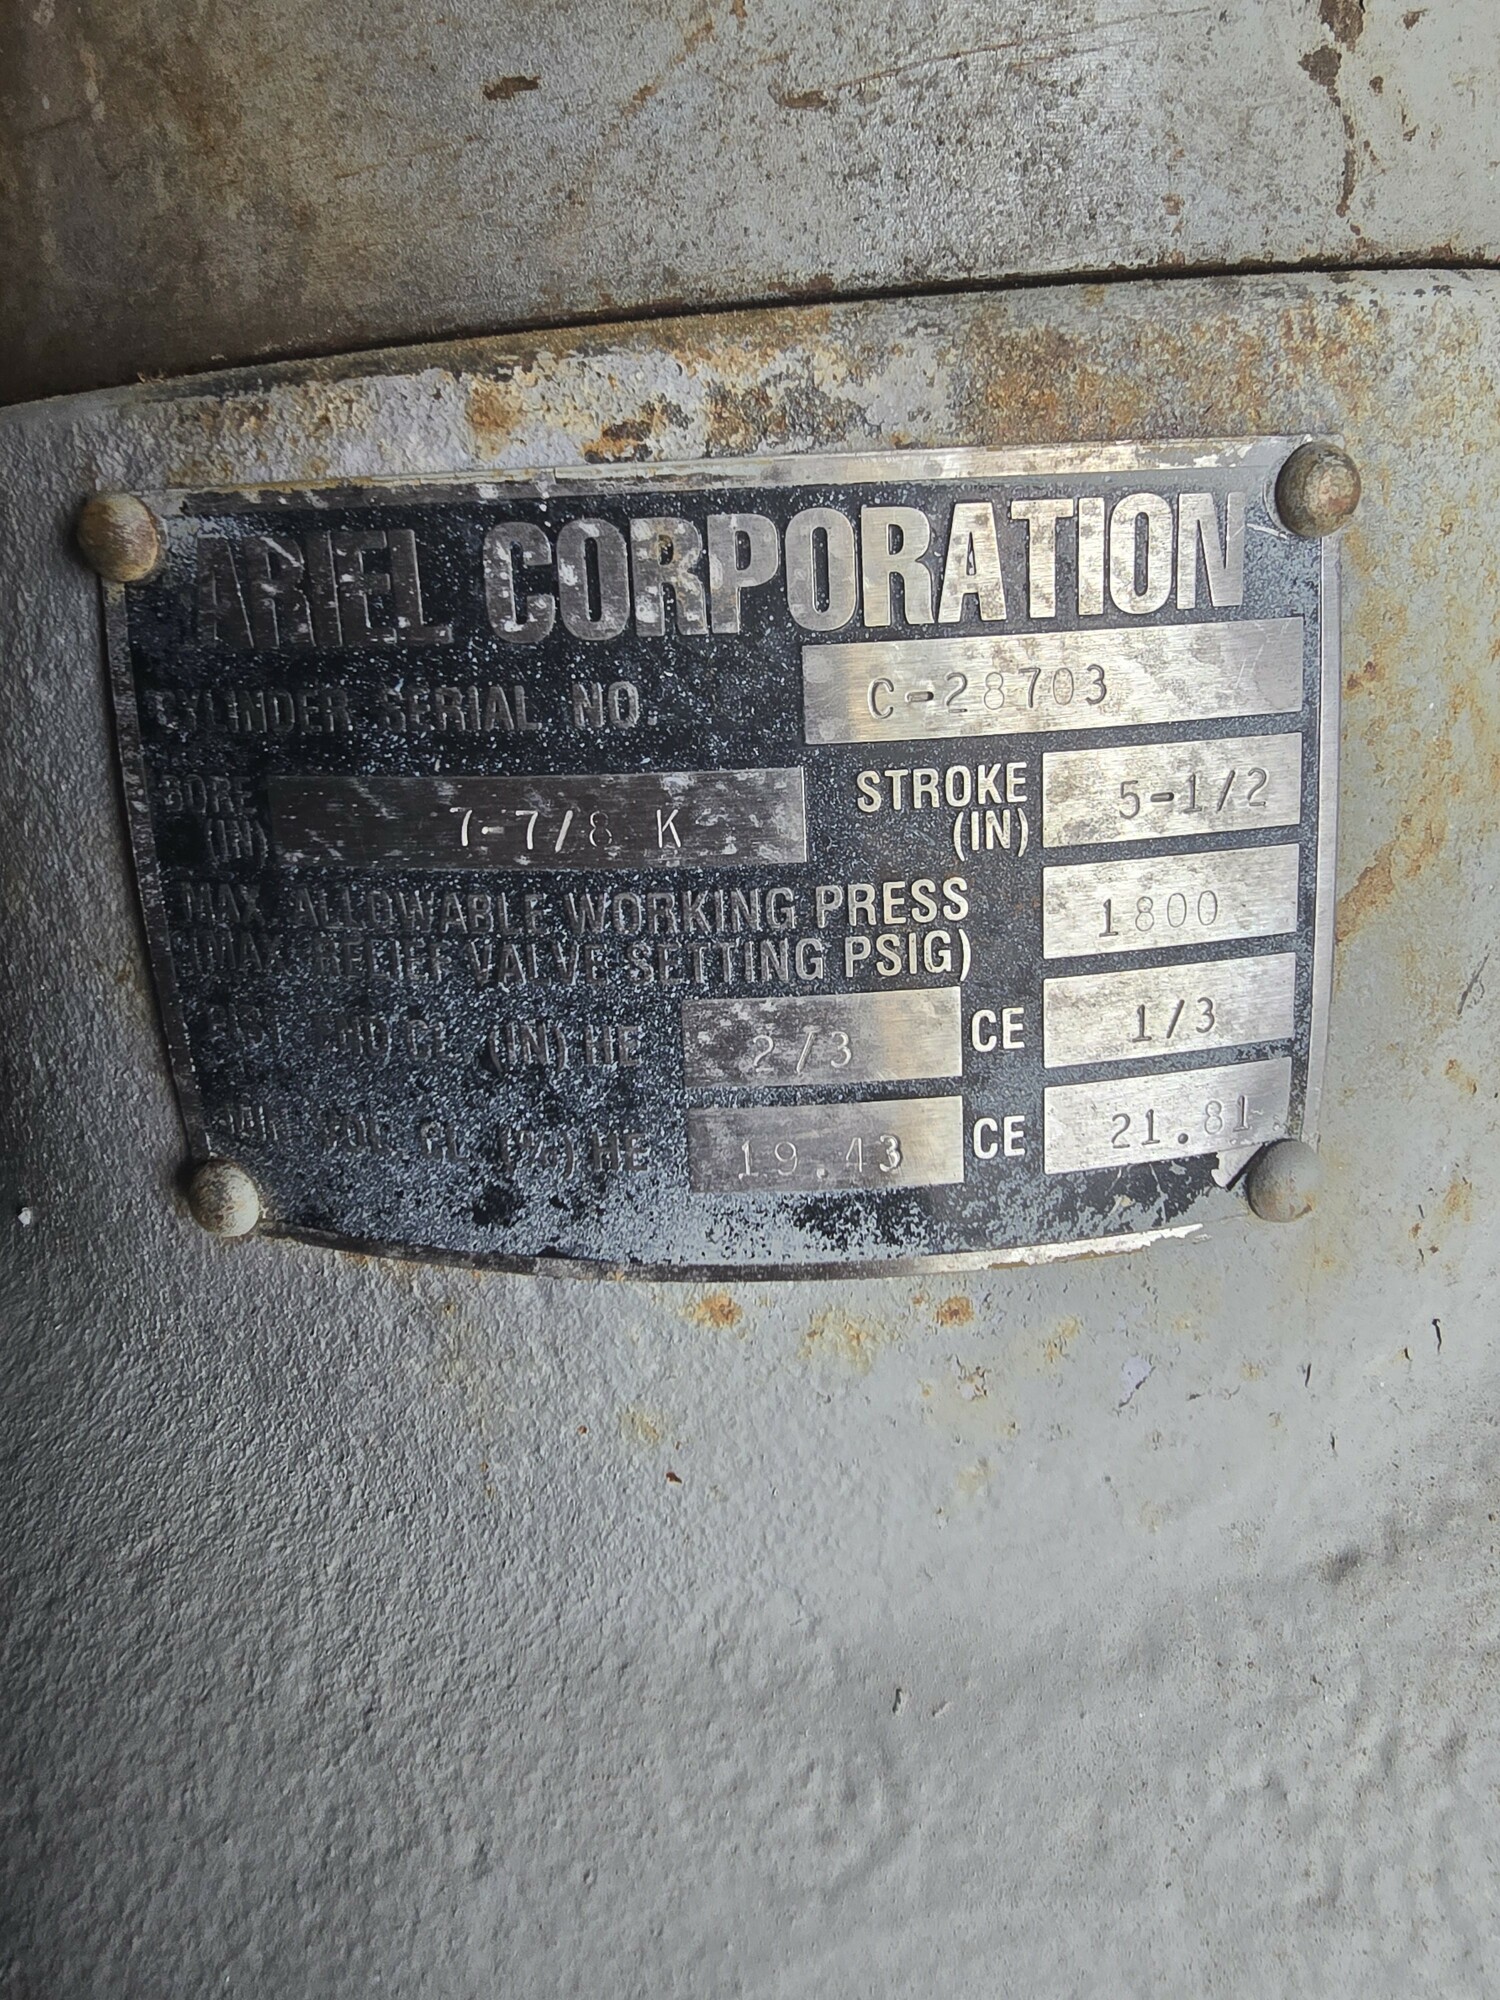 ARIEL CORPORATION
CYLINDER SERIAL NO. C-28703
BORE (IN) 7-7/8 K STROKE (IN) 5-1/2
MAX. ALLOWABLE WORKING PRESS
(MAX. RELIEF VALVE SETTING PSIG) 1800
END CL. (IN) HE 2/3 CE 1/3
VOL. CL. (%) HE 19.43 CE 21.81